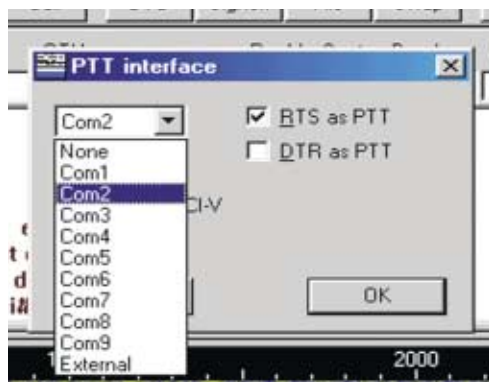 PTT interface
Com2
RTS as PTT
None
DTR as PTT
Com1
Com2
Com3
CI-V
Com4
Com5
Com6
Com7
OK
Com8
Com9
External
2000